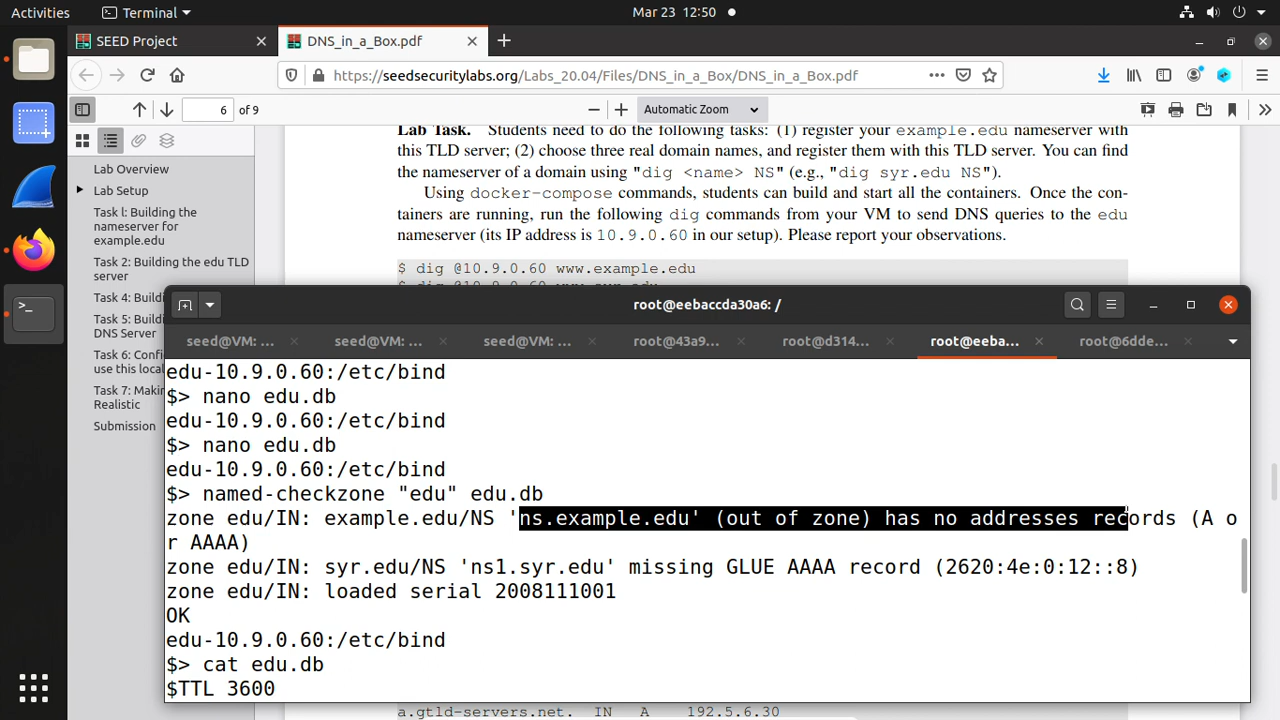 Activities
Terminal
Mar 23 12:50
SEED Project
DNS_in_a_Box.pdf
https://seedsecuritylabs.org/Labs_20.04/Files/DNS_in_a_Box/DNS_in_a_Box.pdf
6 of 9
Automatic Zoom
Lab Overview
Lab Setup
Task l: Building the
nameserver for
example.edu
Task 2: Building the edu TLD
server
Task 4: Buildi
Task 5: Buildi
DNS Server
Task 6: Confi
use this local
Task 7: Makin
Realistic
Submission
Lab Task. Students need to do the following tasks: (1) register your example.edu nameserver with
this TLD server; (2) choose three real domain names, and register them with this TLD server. You can find
the nameserver of a domain using "dig <name> NS" (e.g., "dig syr.edu NS").
Using docker-compose commands, students can build and start all the containers. Once the con-
tainers are running, run the following dig commands from your VM to send DNS queries to the edu
nameserver (its IP address is 10.9.0.60 in our setup). Please report your observations.
$ dig @10.9.0.60 www.example.edu
$ dig @10.9.0.60 www.syr.edu
root@eebaccda30a6: /
seed@VM: ...
seed@VM: ...
seed@VM: ...
root@43a9...
root@d314...
root@eeba...
root@6dde...
edu-10.9.0.60:/etc/bind
$> nano edu.db
edu-10.9.0.60:/etc/bind
$> nano edu.db
edu-10.9.0.60:/etc/bind
$> named-checkzone "edu" edu.db
zone edu/IN: example.edu/NS 'ns.example.edu' (out of zone) has no addresses records (A o
r AAAA)
zone edu/IN: syr.edu/NS 'ns1.syr.edu' missing GLUE AAAA record (2620:4e:0:12::8)
zone edu/IN: loaded serial 2008111001
OK
edu-10.9.0.60:/etc/bind
$> cat edu.db
$TTL 3600
a.gtld-servers.net. IN A 192.5.6.30